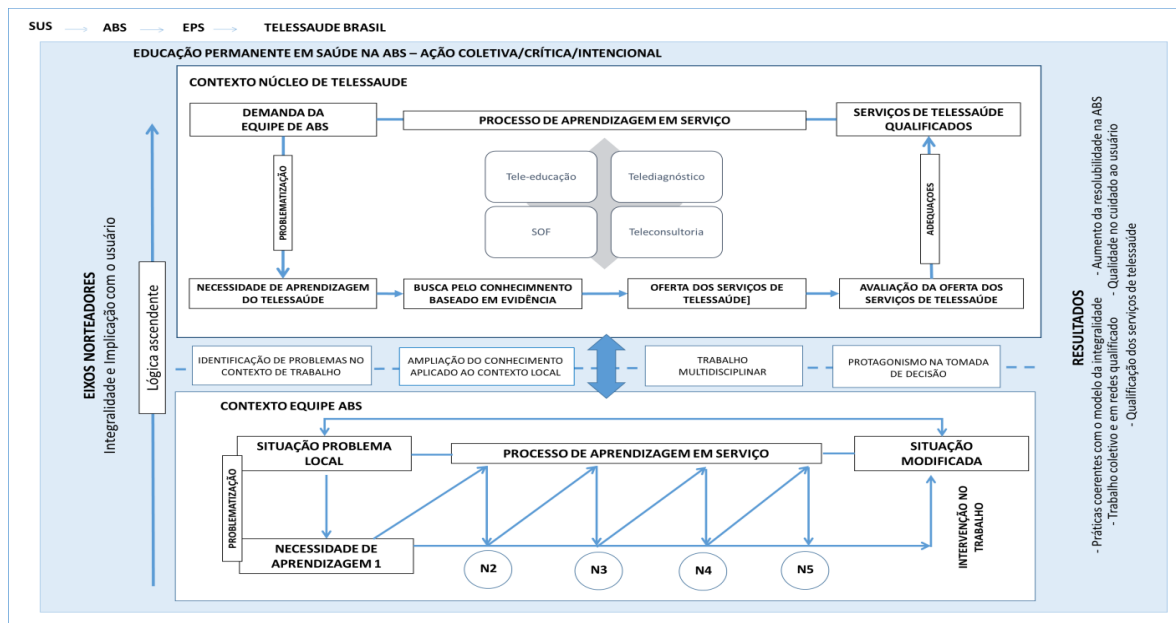 SUS ABS EPS TELESSAUDE BRASIL
EDUCAÇÃO PERMANENTE EM SAÚDE NA ABS – AÇÃO COLETIVA/CRÍTICA/INTENCIONAL
CONTEXTO NÚCLEO DE TELESSAUDE
DEMANDA DA
EQUIPE DE ABS
PROCESSO DE APRENDIZAGEM EM SERVIÇO
SERVIÇOS DE TELESSAÚDE
QUALIFICADOS
PROBLEMATIZAÇÃO
Tele-educação
Telediagnóstico
SOF
Teleconsultoria
ADEQUAÇOES
NECESSIDADE DE APRENDIZAGEM
DO TELESSAÚDE
BUSCA PELO CONHECIMNENTO
BASEADO EM EVIDÊNCIA
OFERTA DOS SERVIÇOS DE
TELESSAÚDE]
AVALIAÇÃO DA OFERTA DOS
SERVIÇOS DE TELESSAÚDE
EIXOS NORTEADORES
Integralidade e Implicação com o usuário
Lógica ascendente
IDENTIFICAÇÃO DE PROBLEMAS NO
CONTEXTO DE TRABALHO
AMPLIAÇÃO DO CONHECIMENTO
APLICADO AO CONTEXTO LOCAL
TRABALHO
MULTIDISCIPLINAR
PROTAGONISMO NA TOMADA
DE DECISÃO
CONTEXTO EQUIPE ABS
SITUAÇÃO PROBLEMA
LOCAL
PROCESSO DE APRENDIZAGEM EM SERVIÇO
SITUAÇÃO
MODIFICADA
PROBLEMATIZAÇÃO
NECESSIDADE DE
APRENDIZAGEM 1
N2
N3
N4
N5
INTERVENÇÃO NO
TRABALHO
RESULTADOS
- Práticas coerentes com o modelo da integralidade - Aumento da resolubilidade na ABS
- Trabalho coletivo e em redes qualificado - Qualidade no cuidado ao usuário
- Qualificação dos serviços de telessaúde